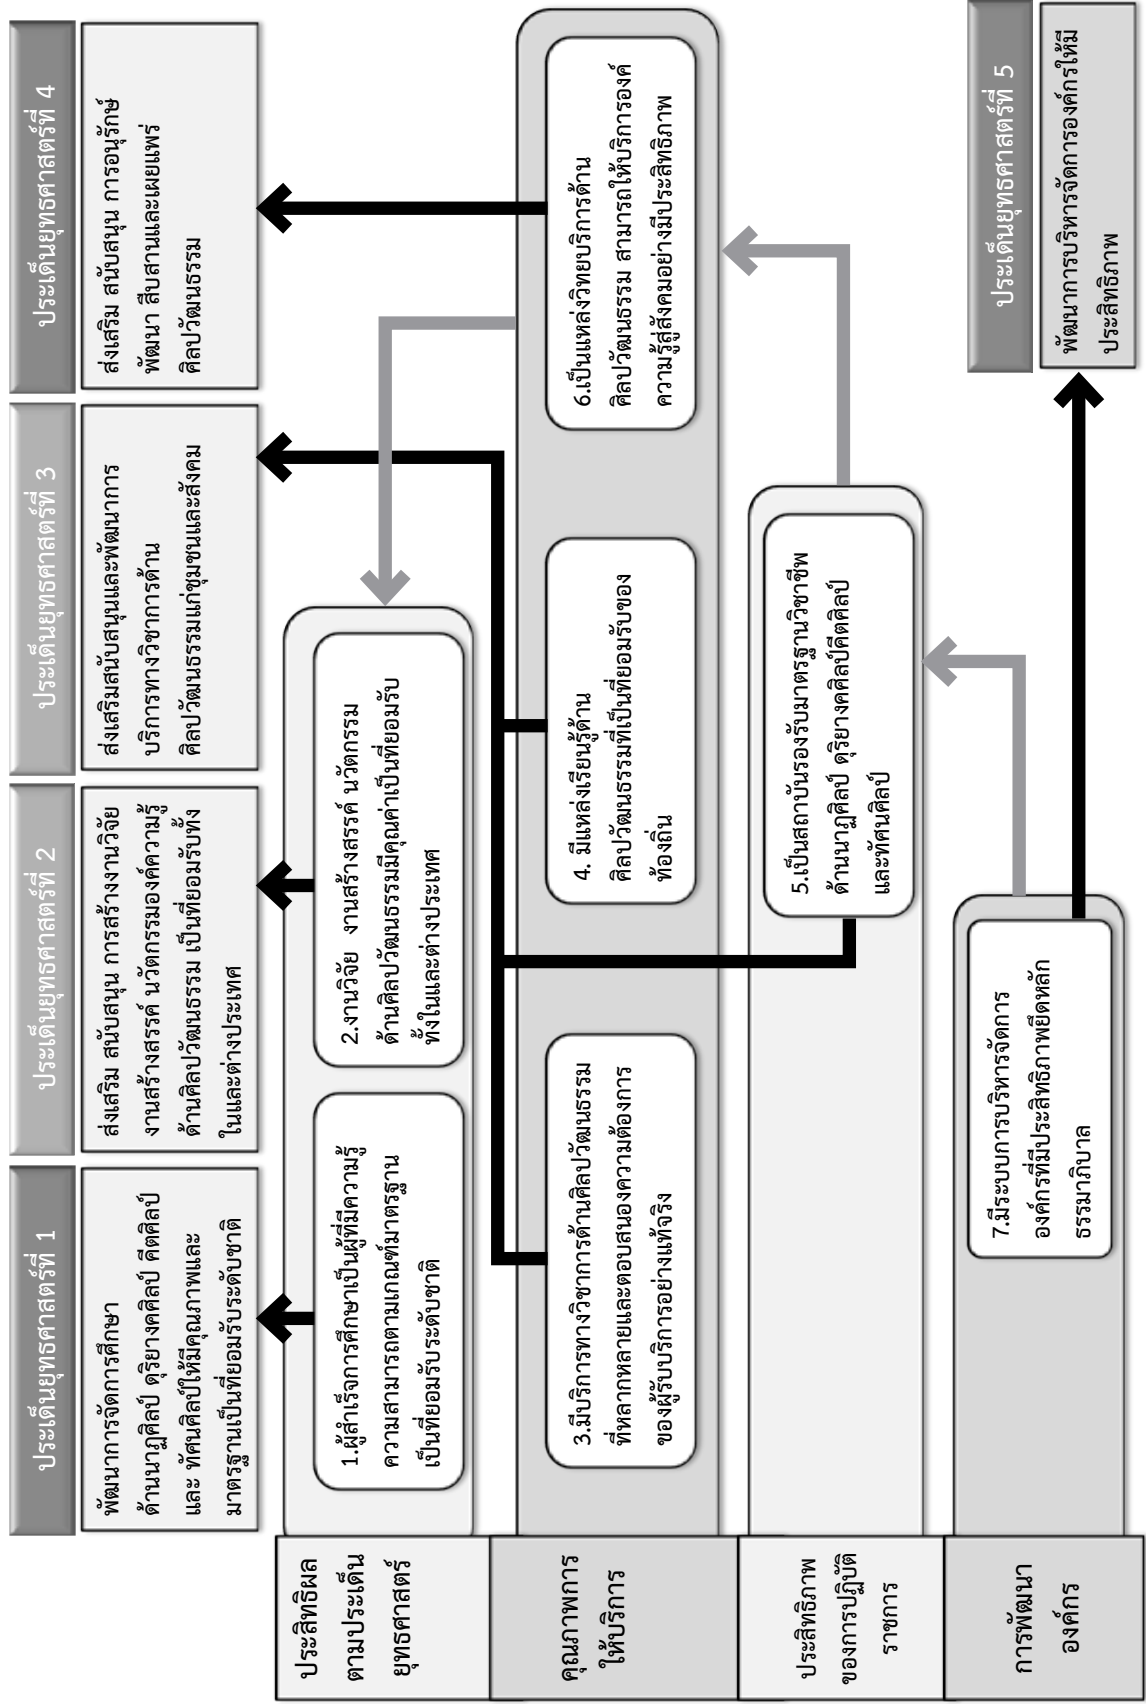 ประเด็นยุทธศาสตร์ที่ 1
พัฒนาการจัดการศึกษา
ด้านนาฏศิลป์ ดุริยางคศิลป์ คีตศิลป์
และ ทัศนศิลป์ให้มีคุณภาพและ
มาตรฐานเป็นที่ยอมรับระดับชาติ
ประเด็นยุทธศาสตร์ที่ 2
ส่งเสริม สนับสนุน การสร้างงานวิจัย
งานสร้างสรรค์ นวัตกรรมองค์ความรู้
ด้านศิลปวัฒนธรรม เป็นที่ยอมรับทั้ง
ในและต่างประเทศ
ประเด็นยุทธศาสตร์ที่ 3
ส่งเสริมสนับสนุนและพัฒนาการ
บริการทางวิชาการด้าน
ศิลปวัฒนธรรมแก่ชุมชนและสังคม
ประเด็นยุทธศาสตร์ที่ 4
ส่งเสริม สนับสนุน การอนุรักษ์
พัฒนา สืบสานและเผยแพร่
ศิลปวัฒนธรรม
ประสิทธิผล
ตามประเด็น
ยุทธศาสตร์
1.ผู้สำเร็จการศึกษาเป็นผู้ที่มีความรู้
ความสามารถตามเกณฑ์มาตรฐาน
เป็นที่ยอมรับระดับชาติ
2.งานวิจัย งานสร้างสรรค์ นวัตกรรม
ด้านศิลปวัฒนธรรมมีคุณค่าเป็นที่ยอมรับ
ทั้งในและต่างประเทศ
คุณภาพการ
ให้บริการ
3.มีบริการทางวิชาการด้านศิลปวัฒนธรรม
ที่หลากหลายและตอบสนองความต้องการ
ของผู้รับบริการอย่างแท้จริง
4. มีแหล่งเรียนรู้ด้าน
ศิลปวัฒนธรรมที่เป็นที่ยอมรับของ
ท้องถิ่น
6.เป็นแหล่งวิทยบริการด้าน
ศิลปวัฒนธรรม สามารถให้บริการองค์
ความรู้สู่สังคมอย่างมีประสิทธิภาพ
ประสิทธิภาพ
ของการปฏิบัติ
ราชการ
5.เป็นสถาบันรองรับมาตรฐานวิชาชีพ
ด้านนาฏศิลป์ ดุริยางคศิลป์คีตศิลป์
และทัศนศิลป์
การพัฒนา
องค์กร
7.มีระบบการบริหารจัดการ
องค์กรที่มีประสิทธิภาพยึดหลัก
ธรรมาภิบาล
ประเด็นยุทธศาสตร์ที่ 5
พัฒนาการบริหารจัดการองค์กรให้มี
ประสิทธิภาพ